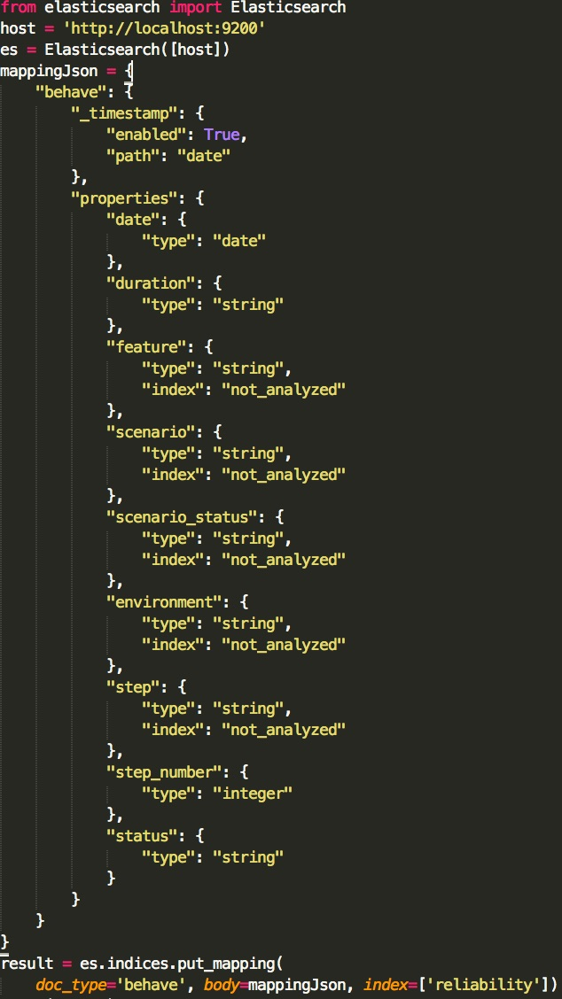 from elasticsearch import Elasticsearch
host = 'http://localhost:9200'
es = Elasticsearch([host])
mappingJson = {
    "behave": {
        "_timestamp": {
            "enabled": True,
            "path": "date"
        },
        "properties": {
            "date": {
                "type": "date"
            },
            "duration": {
                "type": "string"
            },
            "feature": {
                "type": "string",
                "index": "not_analyzed"
            },
            "scenario": {
                "type": "string",
                "index": "not_analyzed"
            },
            "scenario_status": {
                "type": "string",
                "index": "not_analyzed"
            },
            "environment": {
                "type": "string",
                "index": "not_analyzed"
            },
            "step": {
                "type": "string",
                "index": "not_analyzed"
            },
            "step_number": {
                "type": "integer"
            },
            "status": {
                "type": "string"
            }
        }
    }
}
result = es.indices.put_mapping(
    doc_type='behave', body=mappingJson, index=['reliability'])